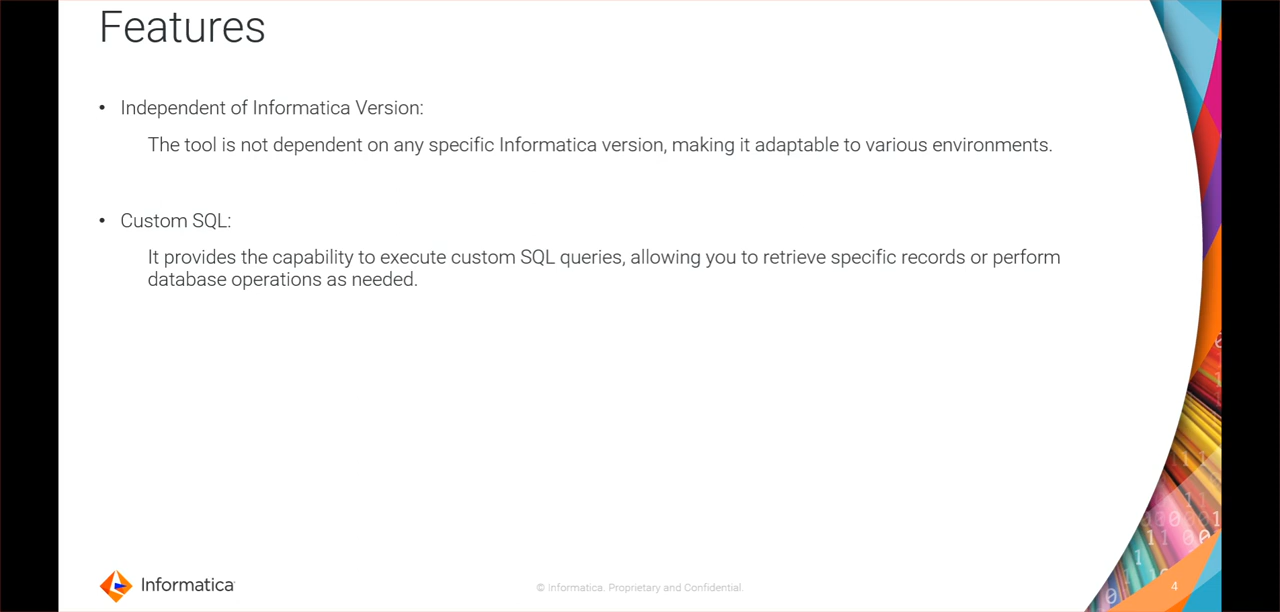 Features
• Independent of Informatica Version:
The tool is not dependent on any specific Informatica version, making it adaptable to various environments.
• Custom SQL:
It provides the capability to execute custom SQL queries, allowing you to retrieve specific records or perform
database operations as needed.
Informatica
© Informatica. Proprietary and Confidential.
4